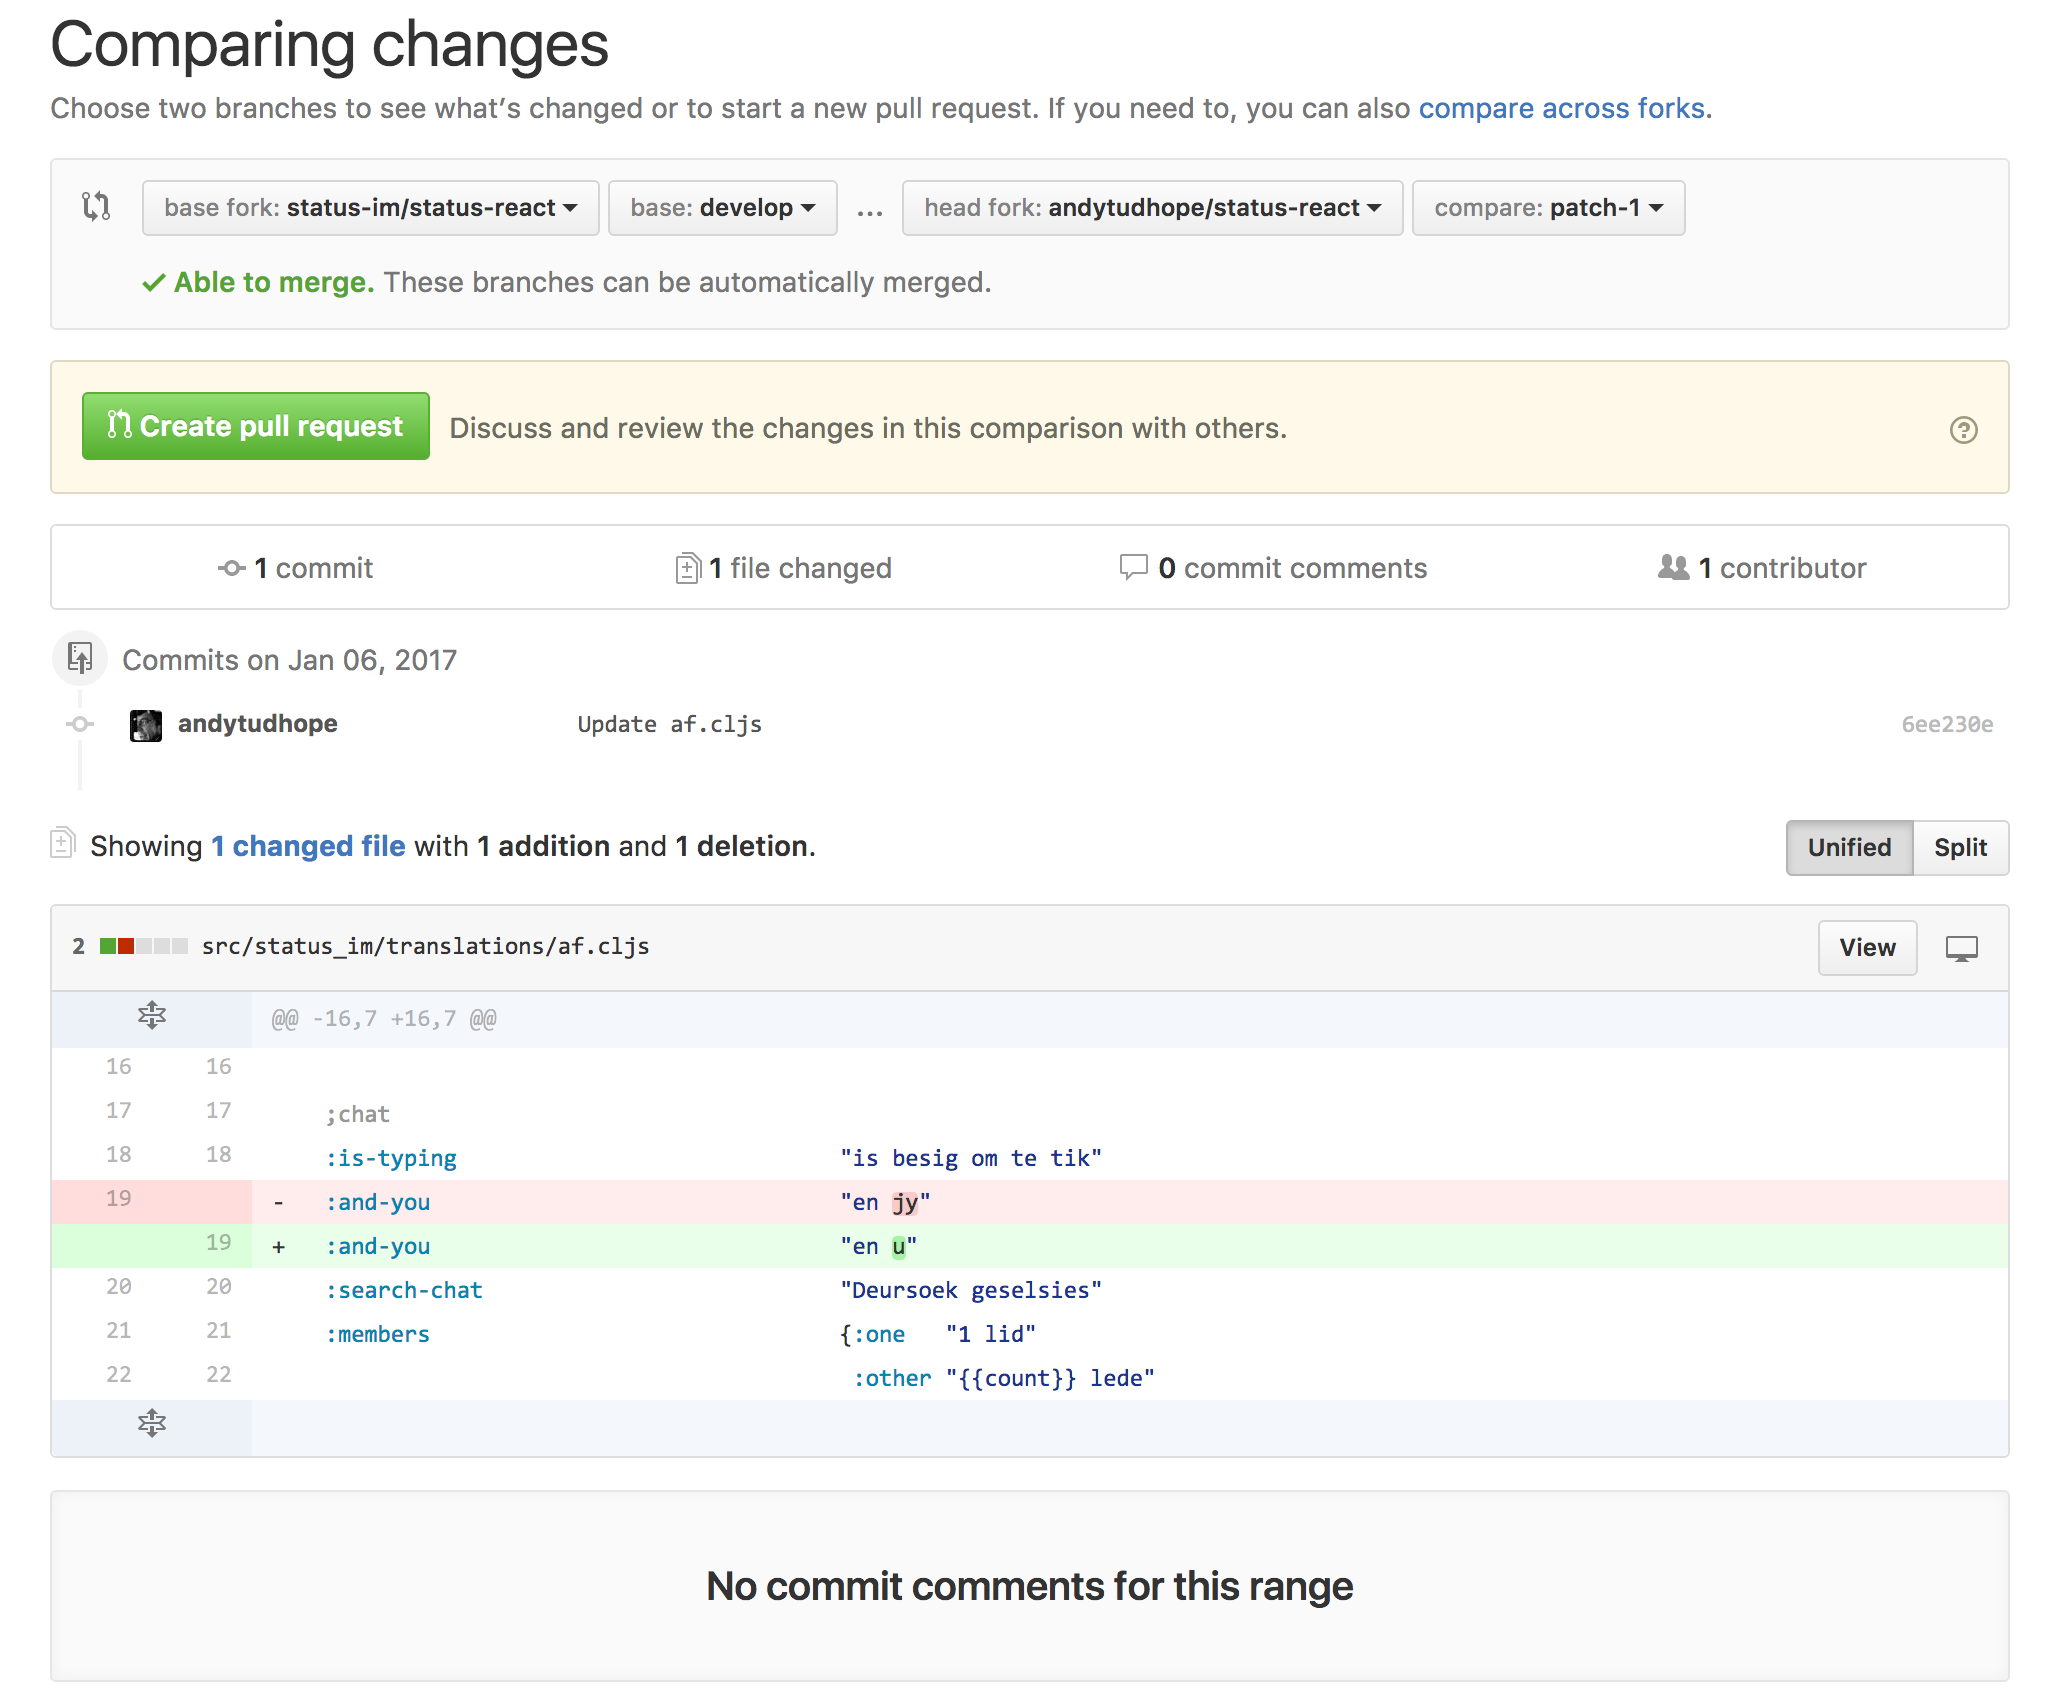 Comparing changes
Choose two branches to see what’s changed or to start a new pull request. If you need to, you can also compare across forks.
base fork: status-im/status-react base: develop ... head fork: andytudhope/status-react compare: patch-1
Able to merge. These branches can be automatically merged.
Create pull request Discuss and review the changes in this comparison with others.
1 commit 1 file changed 0 commit comments 1 contributor
Commits on Jan 06, 2017
andytudhope Update af.cljs 6ee230e
Showing 1 changed file with 1 addition and 1 deletion. Unified Split
2 src/status_im/translations/af.cljs View
@@ -16,7 +16,7 @@
16 16
17 17 ;chat
18 18 :is-typing "is besig om te tik"
19 - :and-you "en jy"
19 + :and-you "en u"
20 20 :search-chat "Deursoek geselsies"
21 21 :members {:one "1 lid"
22 22 :other "{{count}} lede"
No commit comments for this range